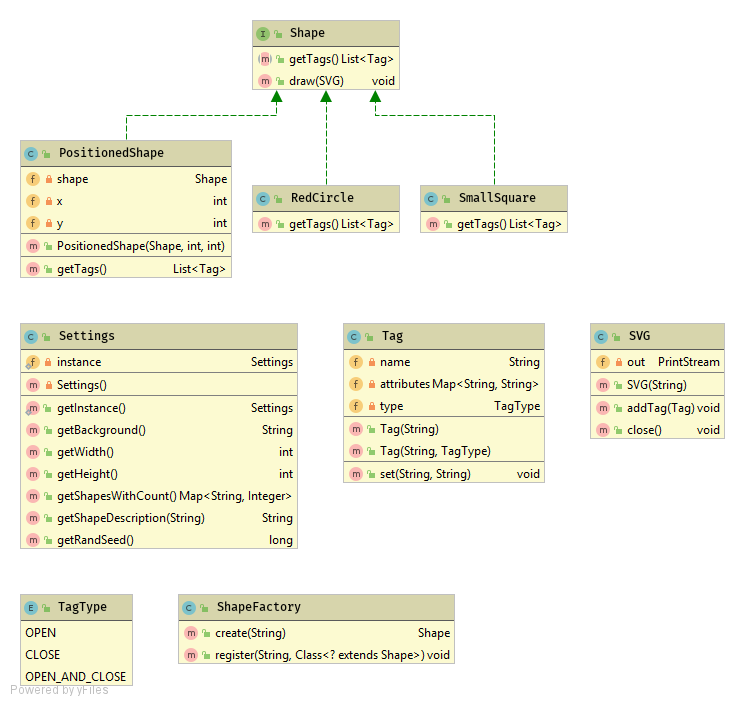 Shape
getTags() List<Tag>
draw(SVG) void
PositionedShape
shape Shape
x int
y int
PositionedShape(Shape, int, int)
getTags() List<Tag>
RedCircle
getTags() List<Tag>
SmallSquare
getTags() List<Tag>
Settings
instance Settings
Settings()
getInstance() Settings
getBackground() String
getWidth() int
getHeight() int
getShapesWithCount() Map<String, Integer>
getShapeDescription(String) String
getRandSeed() long
Tag
name String
attributes Map<String, String>
type TagType
Tag(String)
Tag(String, TagType)
set(String, String) void
SVG
out PrintStream
SVG(String)
addTag(Tag) void
close() void
TagType
OPEN
CLOSE
OPEN_AND_CLOSE
ShapeFactory
create(String) Shape
register(String, Class<? extends Shape>) void
Powered by yFiles